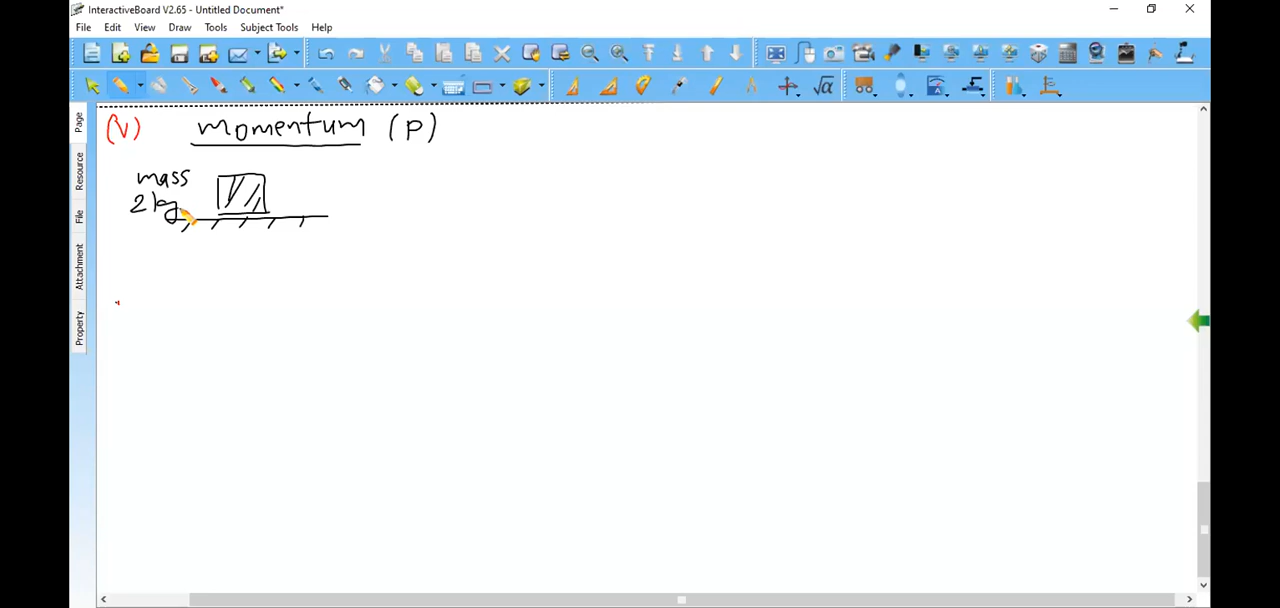 InteractiveBoard V2.65 - Untitled Document*
File Edit View Draw Tools Subject Tools Help
Page
Resource
File
Attachment
Property
(V) momentum (P)
mass
2 kg